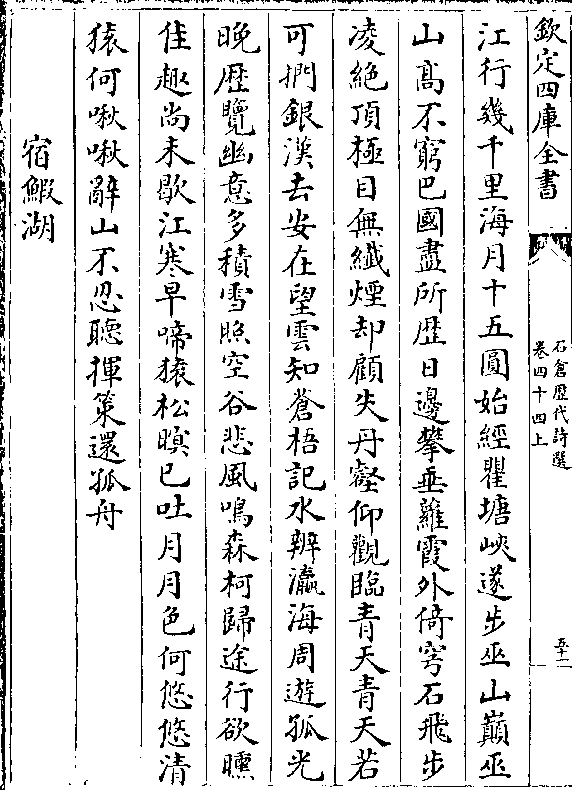 欽定四庫全書
石倉歴代詩選
卷四十四上
五十二
江行幾千里海月十五圓始經瞿塘峽遂步巫山巔巫
山髙不窮巴國盡所歴日邊攀垂蘿霞外倚穹石飛步
凌絶頂極目無纖煙却顧失丹壑仰觀臨青天青天若
可捫銀漢去安在望雲知蒼梧記水辨瀛海周遊孤光
晚歴覽幽意多積雪照空谷悲風鳴森柯歸途行欲曛
佳趣尚未歇江寒早啼猿松暝已吐月月色何悠悠清
猿何啾啾辭山不忍聽揮策還孤舟
宿鰕湖